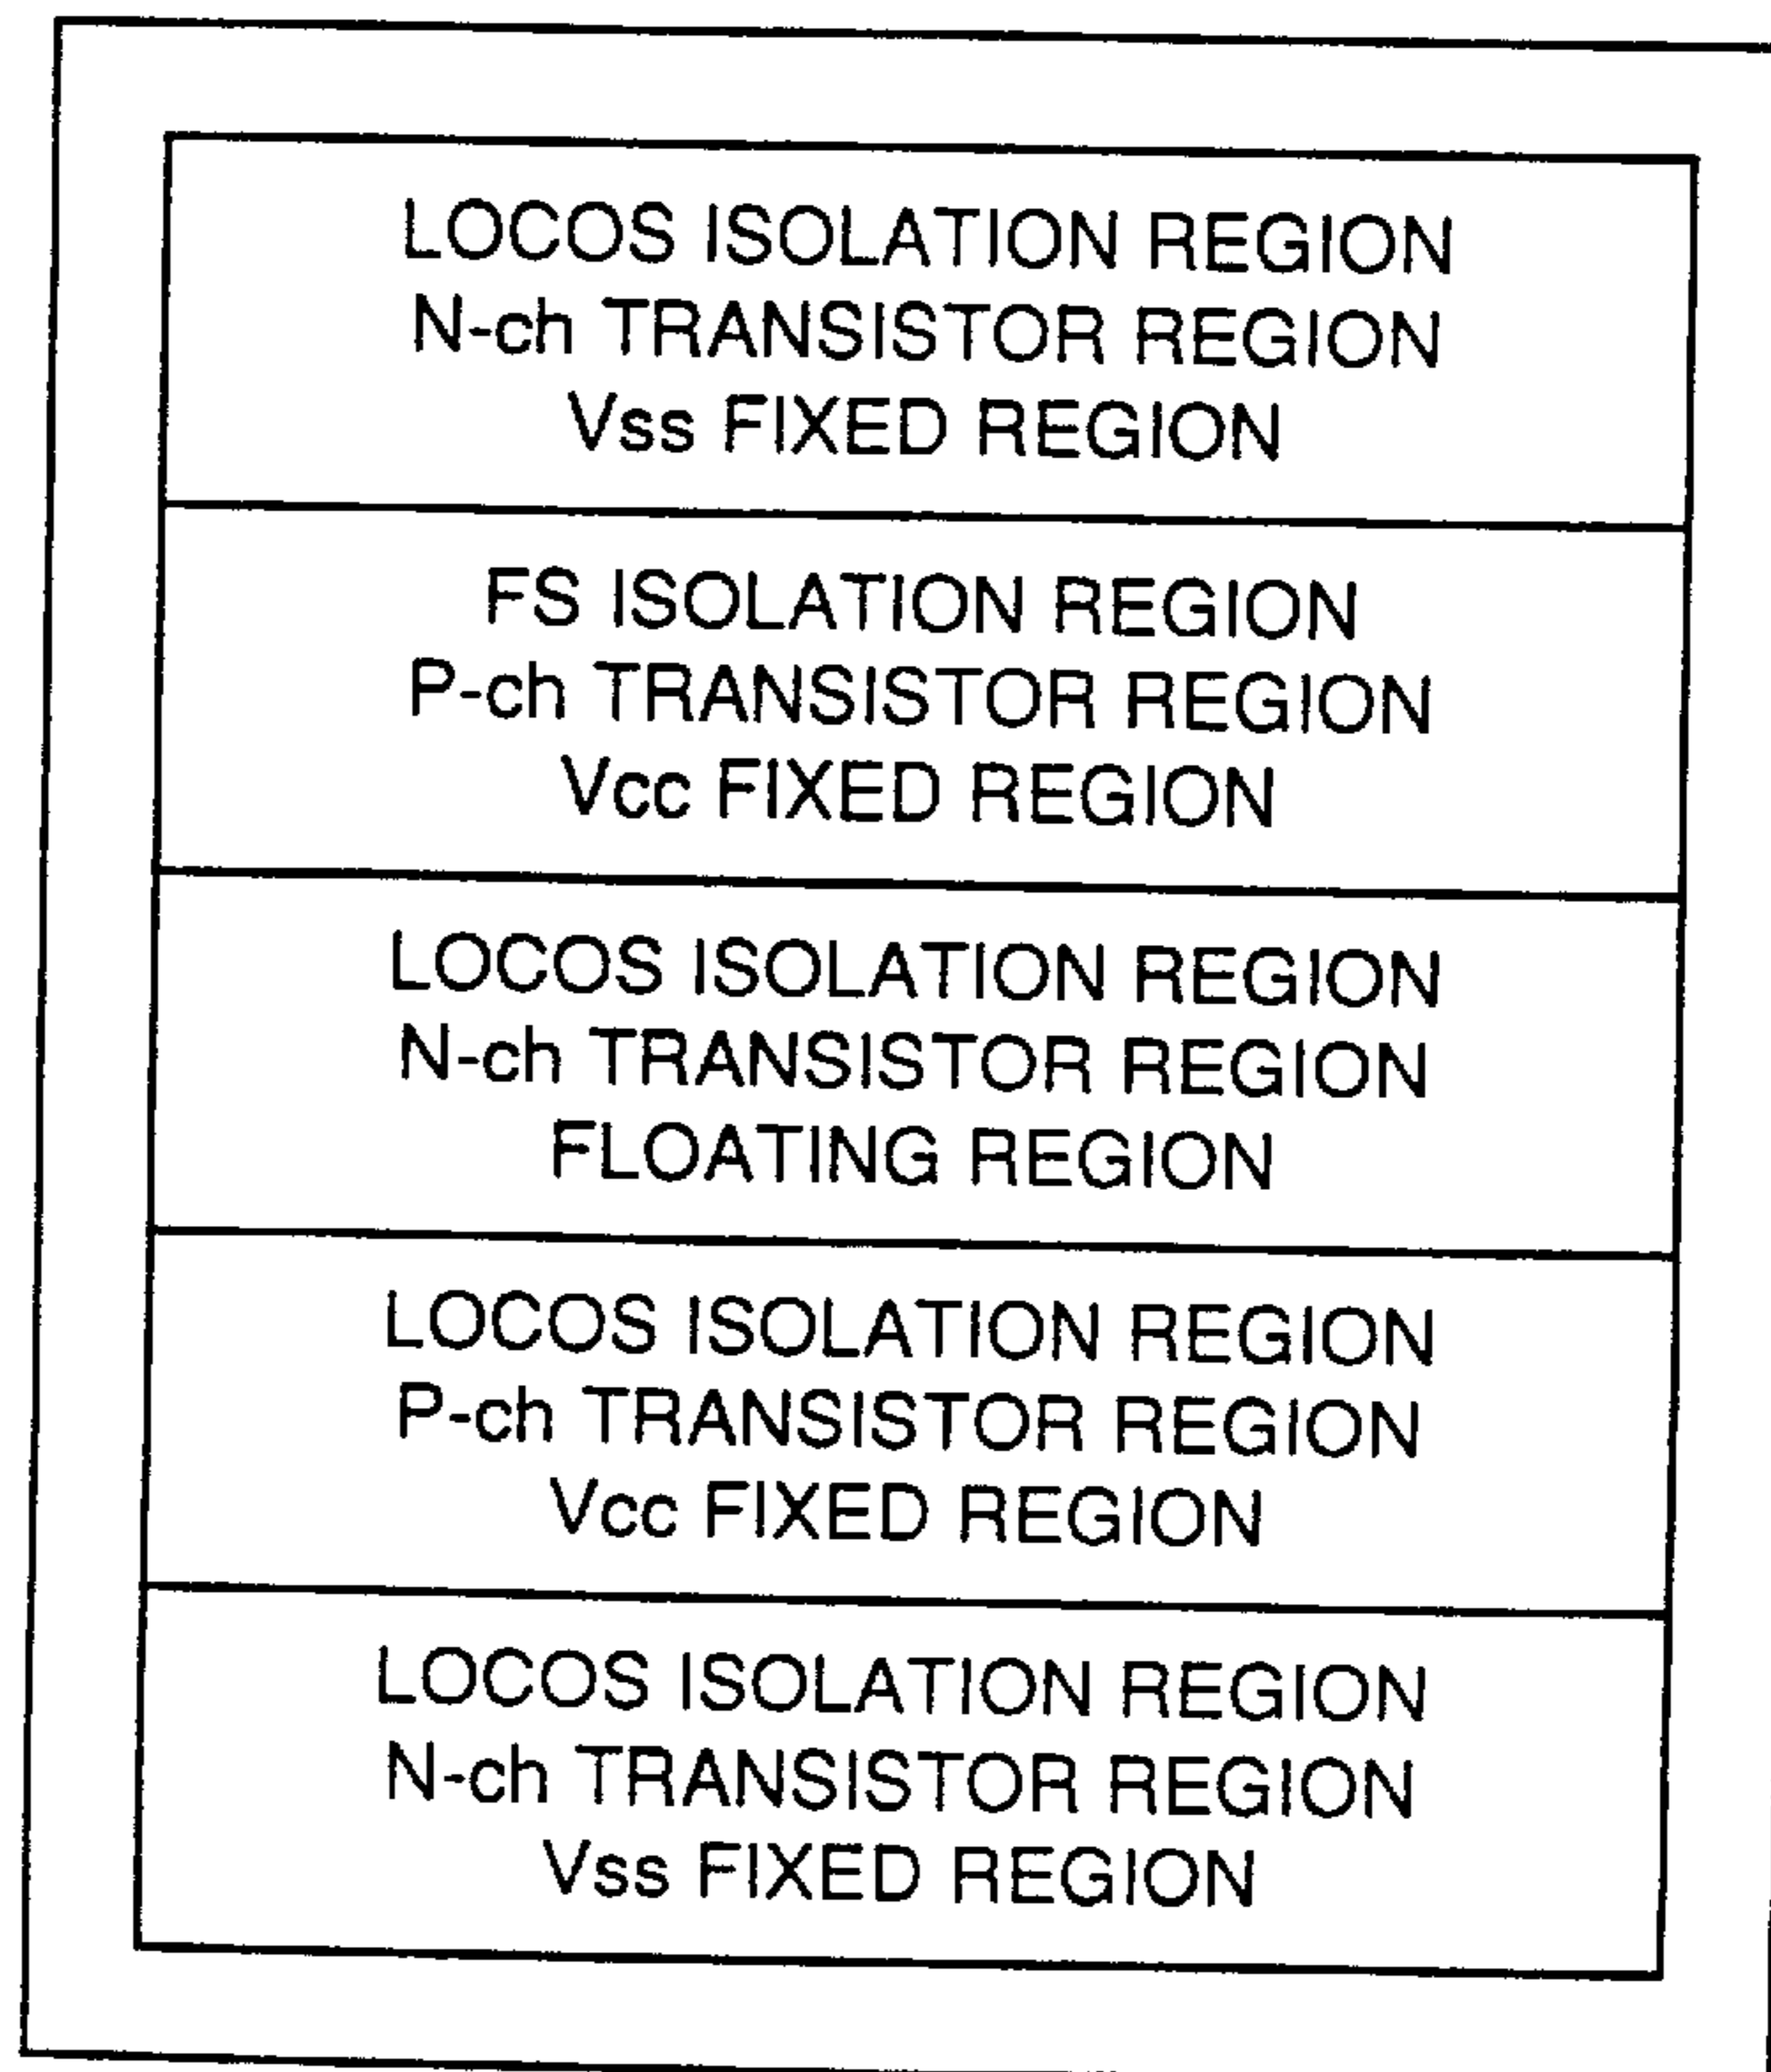 LOCOS ISOLATION REGION
N-ch TRANSISTOR REGION
Vss FIXED REGION
FS ISOLATION REGION
P-ch TRANSISTOR REGION
Vcc FIXED REGION
LOCOS ISOLATION REGION
N-ch TRANSISTOR REGION
FLOATING REGION
LOCOS ISOLATION REGION
P-ch TRANSISTOR REGION
Vcc FIXED REGION
LOCOS ISOLATION REGION
N-ch TRANSISTOR REGION
Vss FIXED REGION